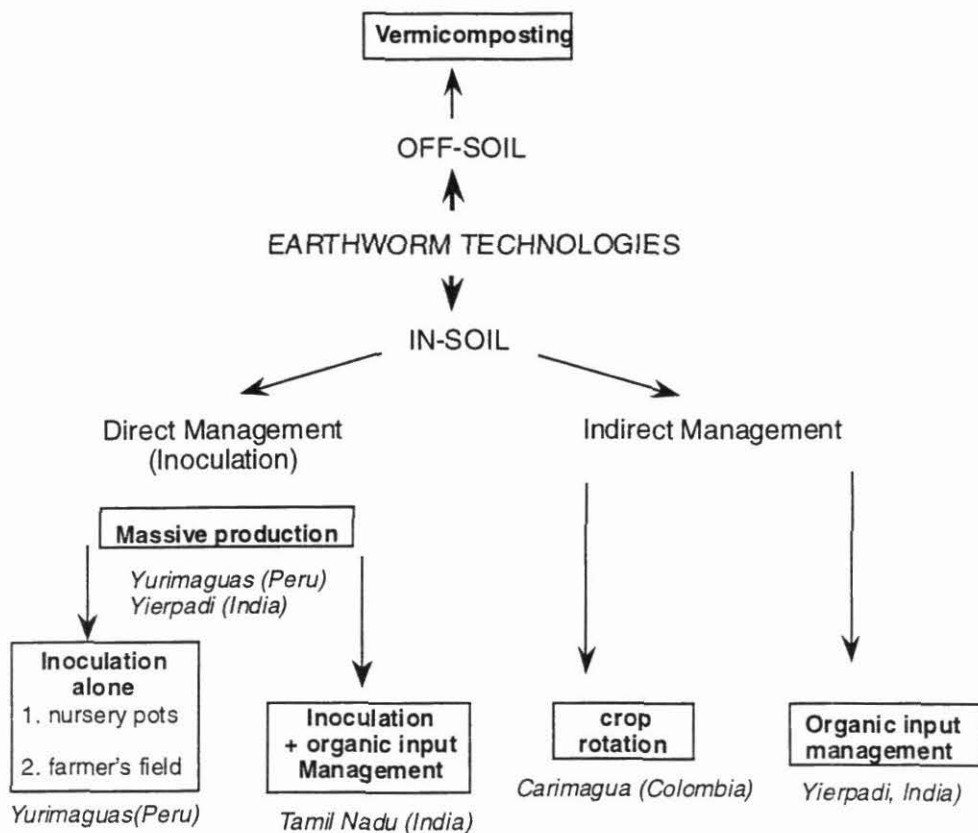 Vermicomposting
OFF-SOIL
EARTHWORM TECHNOLOGIES
IN-SOIL
Direct Management
(Inoculation)
Indirect Management
Massive production
Yurimaguas (Peru)
Yierpadi (India)
Inoculation
alone
1. nursery pots
2. farmer's field
Yurimaguas(Peru)
Inoculation
+ organic input
Management
Tamil Nadu (India)
crop
rotation
Carimagua (Colombia)
Organic input
management
Yierpadi, India)